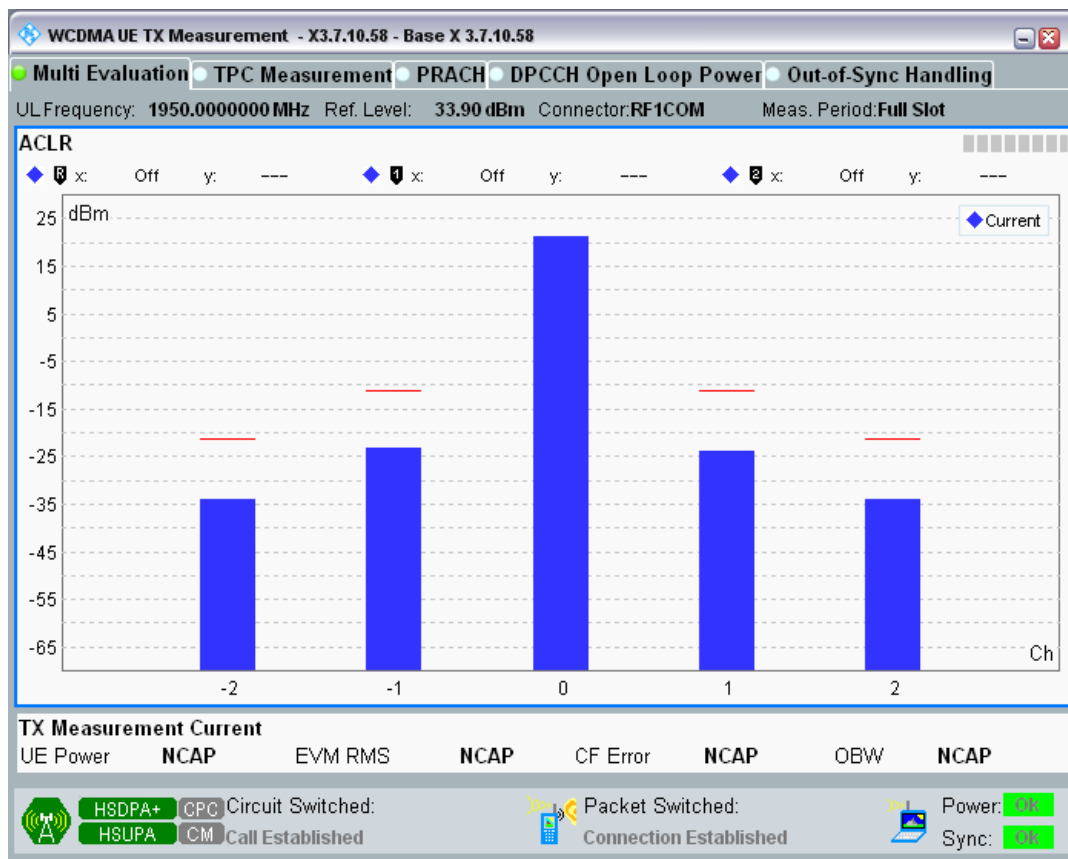 WCDMA UE TX Measurement - X3.7.10.58 - Base X 3.7.10.58
Multi Evaluation TPC Measurement PRACH DPCCH Open Loop Power Out-of-Sync Handling
UL Frequency: 1950.0000000 MHz Ref. Level: 33.90 dBm Connector:RF1COM Meas. Period:Full Slot
ACLR
R x: Off y: --- 1 x: Off y: --- 2 x: Off y: ---
dBm
Current
25
15
5
-5
-15
-25
-35
-45
-55
-65
Ch
-2 -1 0 1 2
TX Measurement Current
UE Power NCAP EVM RMS NCAP CF Error NCAP OBW NCAP
HSDPA+ CPC Circuit Switched: Packet Switched: Power: OK
HSUPA CM Call Established Connection Established Sync: OK